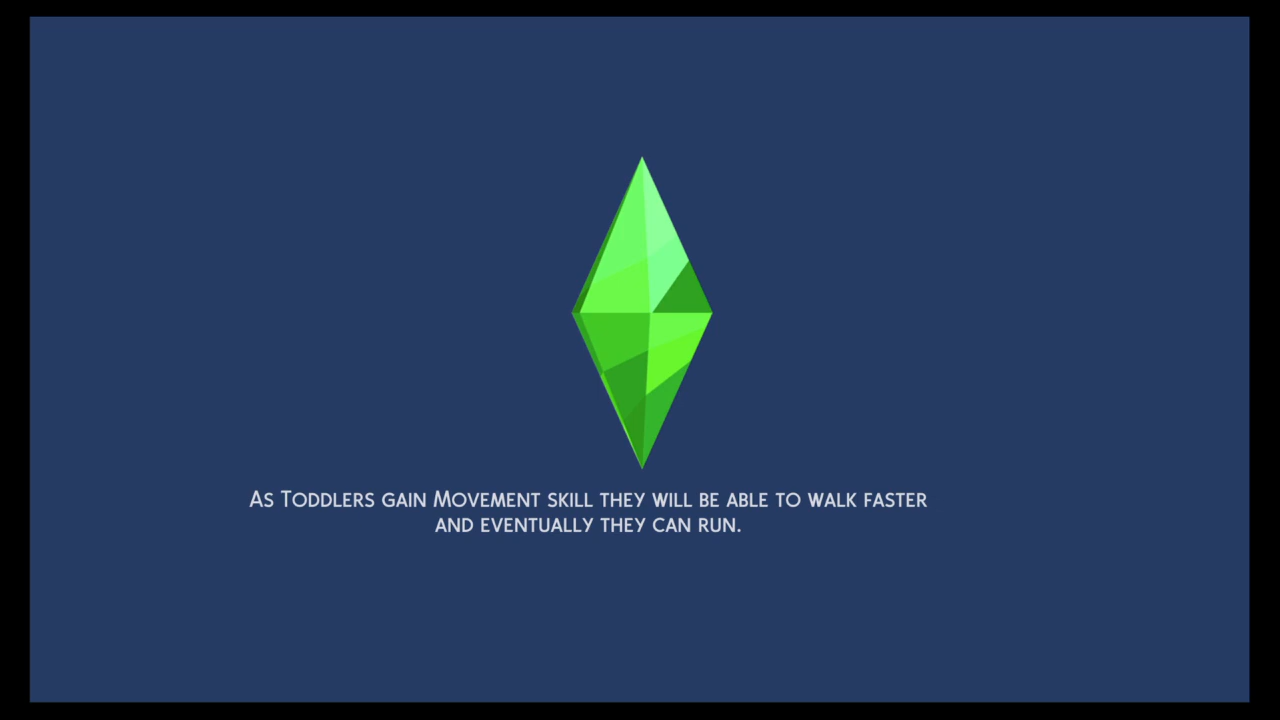 As Toddlers gain Movement skill they will be able to walk faster
and eventually they can run.